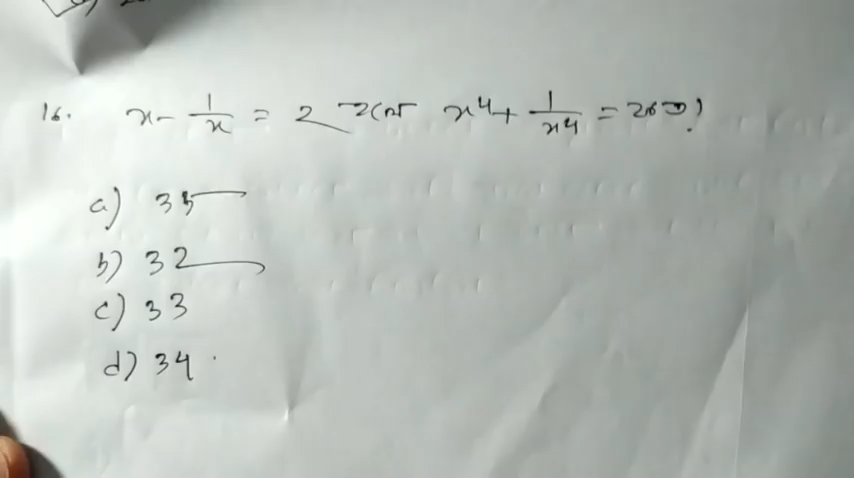 16. x - 1/x = 2 হলে x⁴ + 1/x⁴ = কত?
a) 35
b) 32
c) 33
d) 34